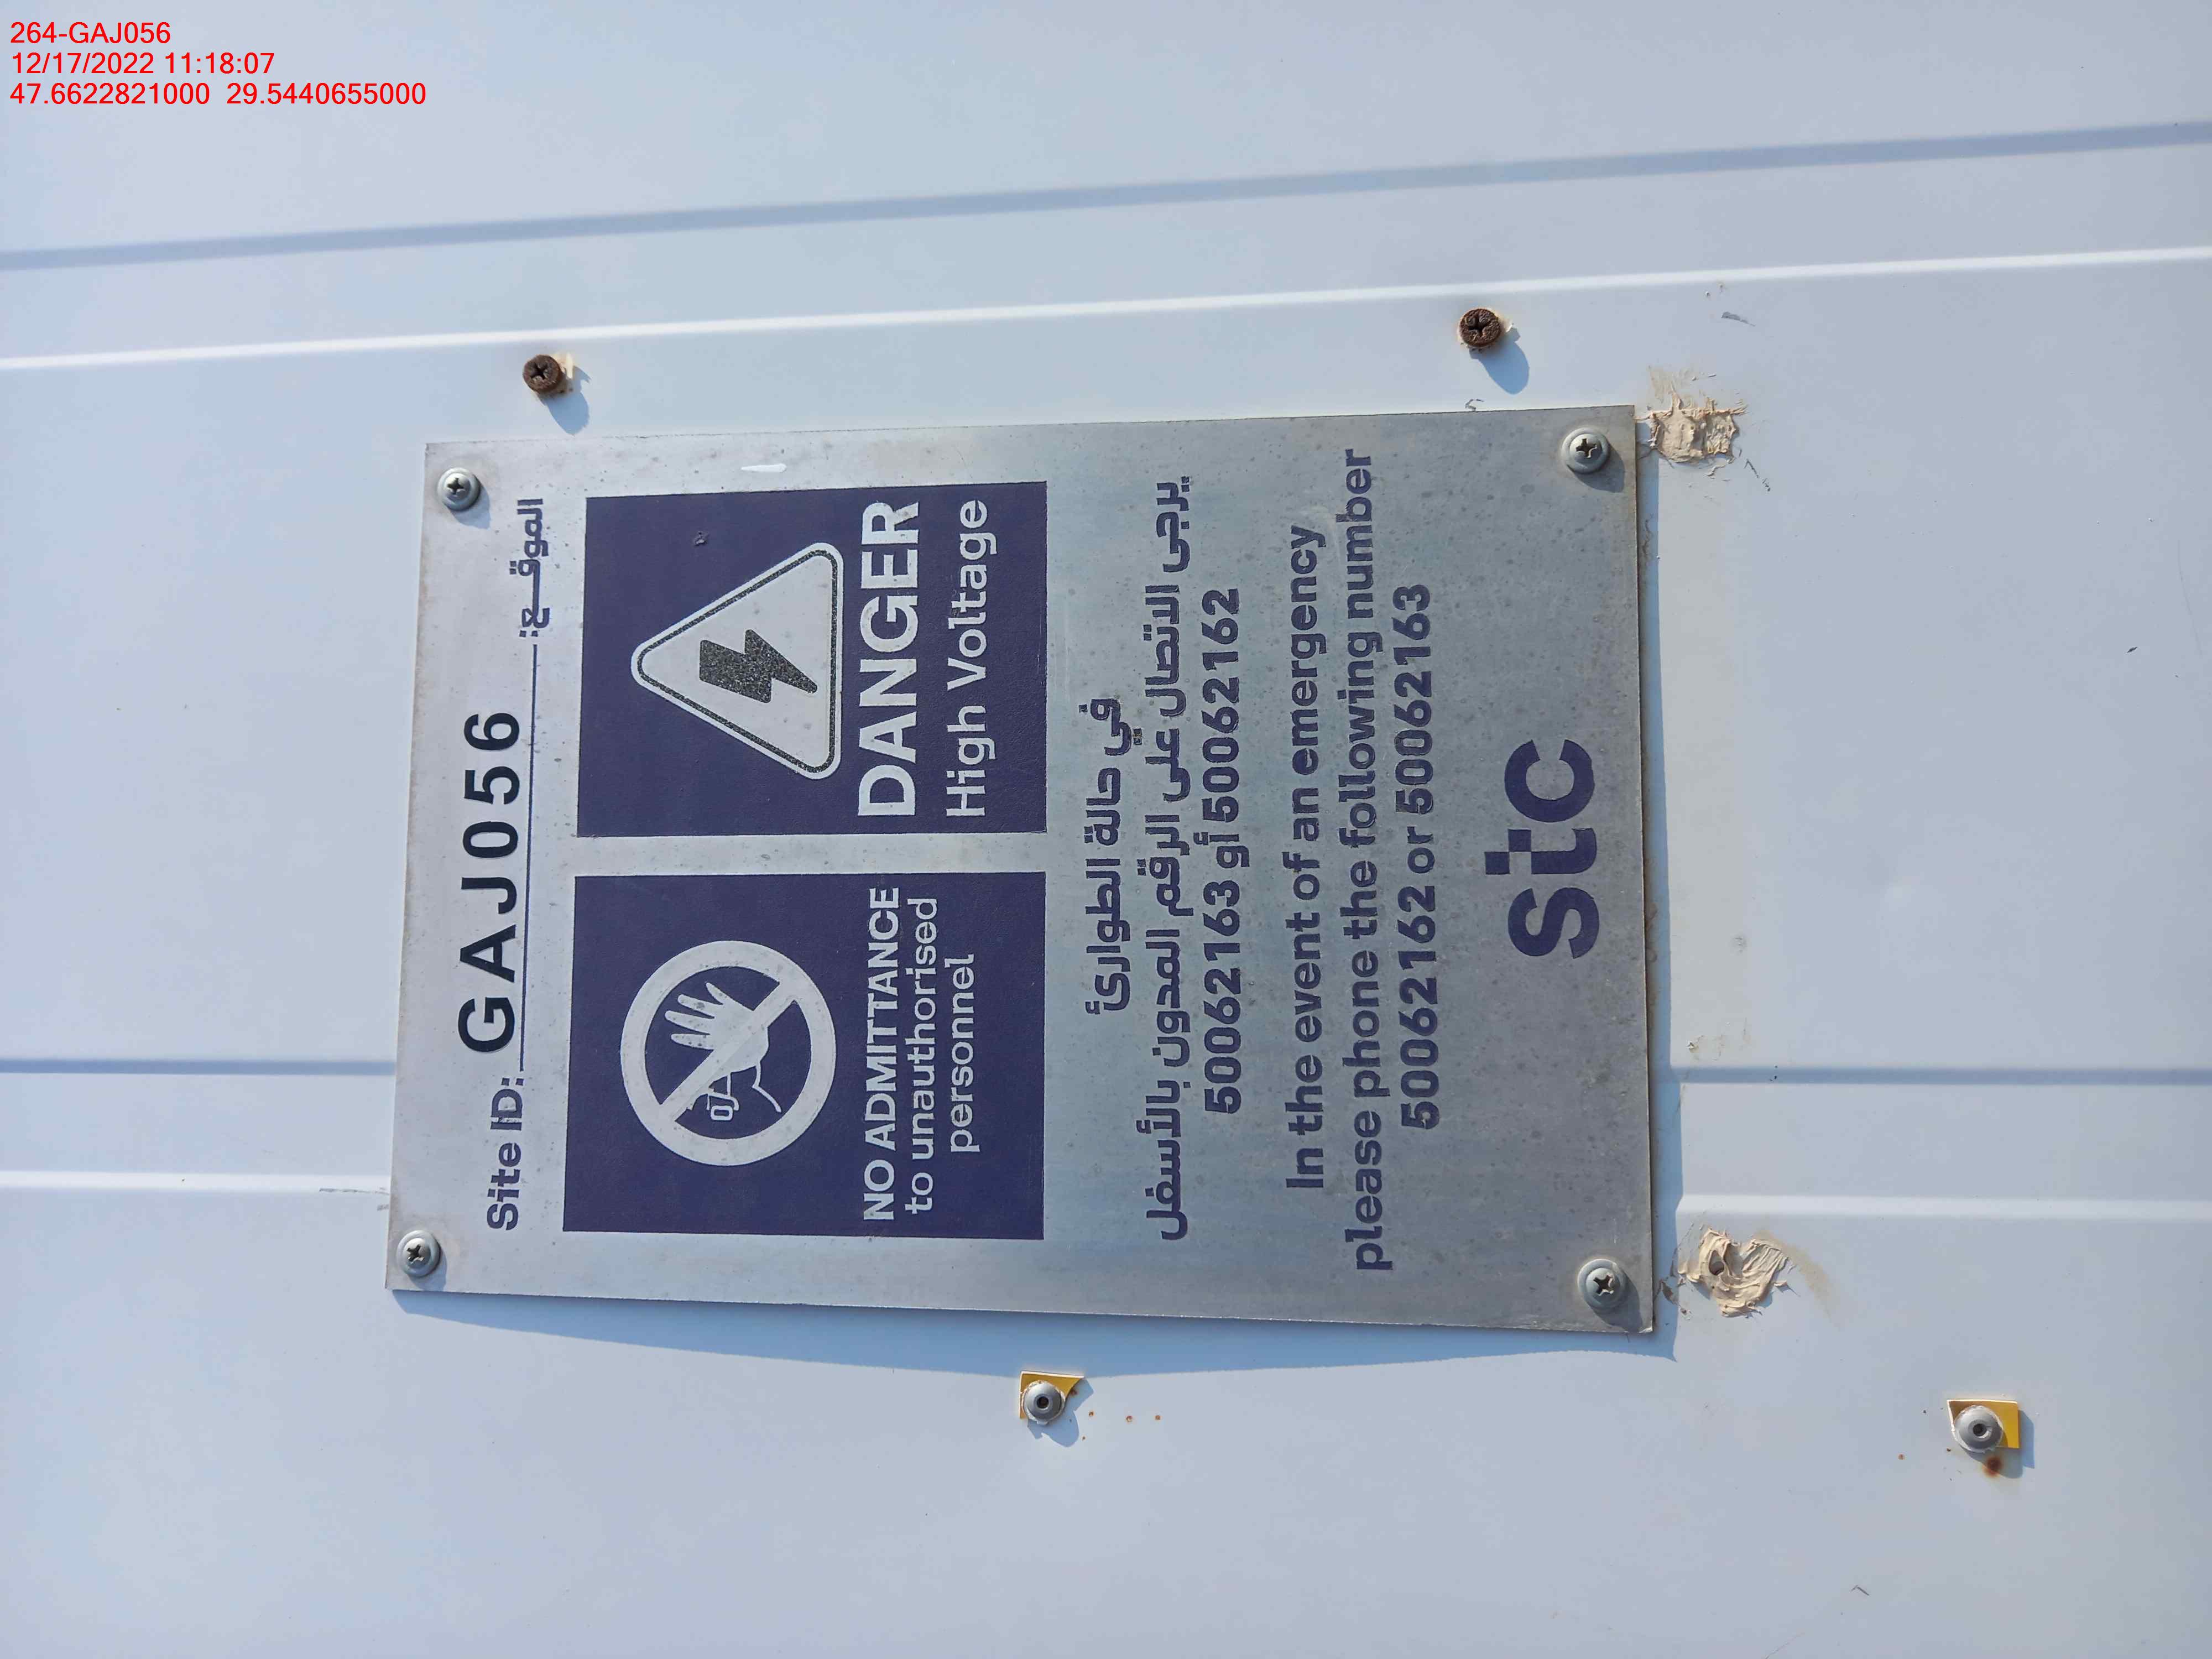 264-GAJ056
12/17/2022 11:18:07
47.6622821000 29.5440655000
Site ID: GAJ056 الموقع:
NO ADMITTANCE
to unauthorised
personnel
DANGER
High Voltage
في حالة الطوارئ
يرجى الاتصال على الرقم المدون بالأسفل
50062163 أو 50062162
In the event of an emergency
please phone the following number
50062162 or 50062163
stc